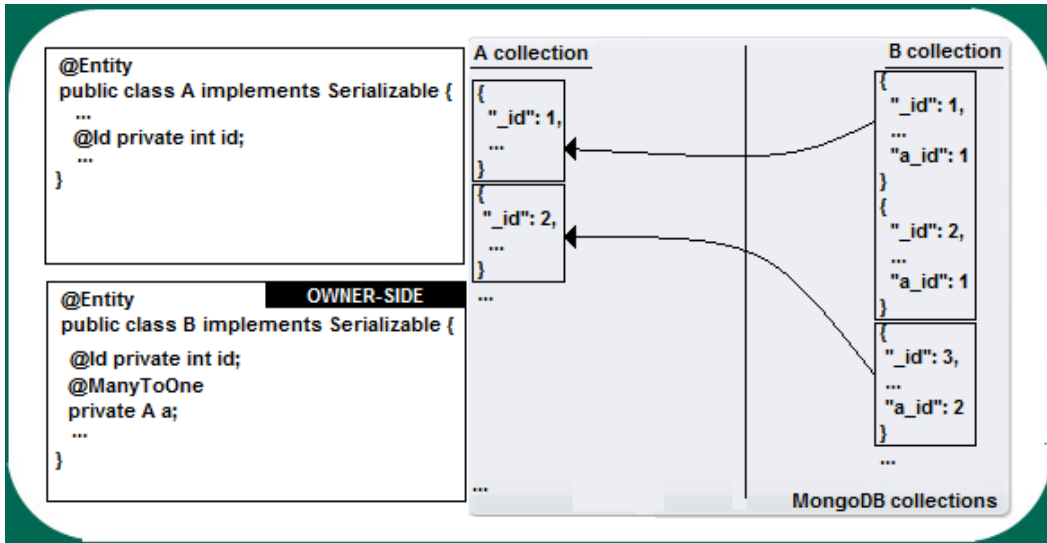 @Entity
public class A implements Serializable {
...
@Id private int id;
...
}
@Entity
OWNER-SIDE
public class B implements Serializable {
@Id private int id;
@ManyToOne
private A a;
...
}
A collection
{
"_id": 1,
...
}
{
"_id": 2,
...
}
...
...
B collection
{
"_id": 1,
...
"a_id": 1
}
{
"_id": 2,
...
"a_id": 1
}
{
"_id": 3,
...
"a_id": 2
}
...
MongoDB collections